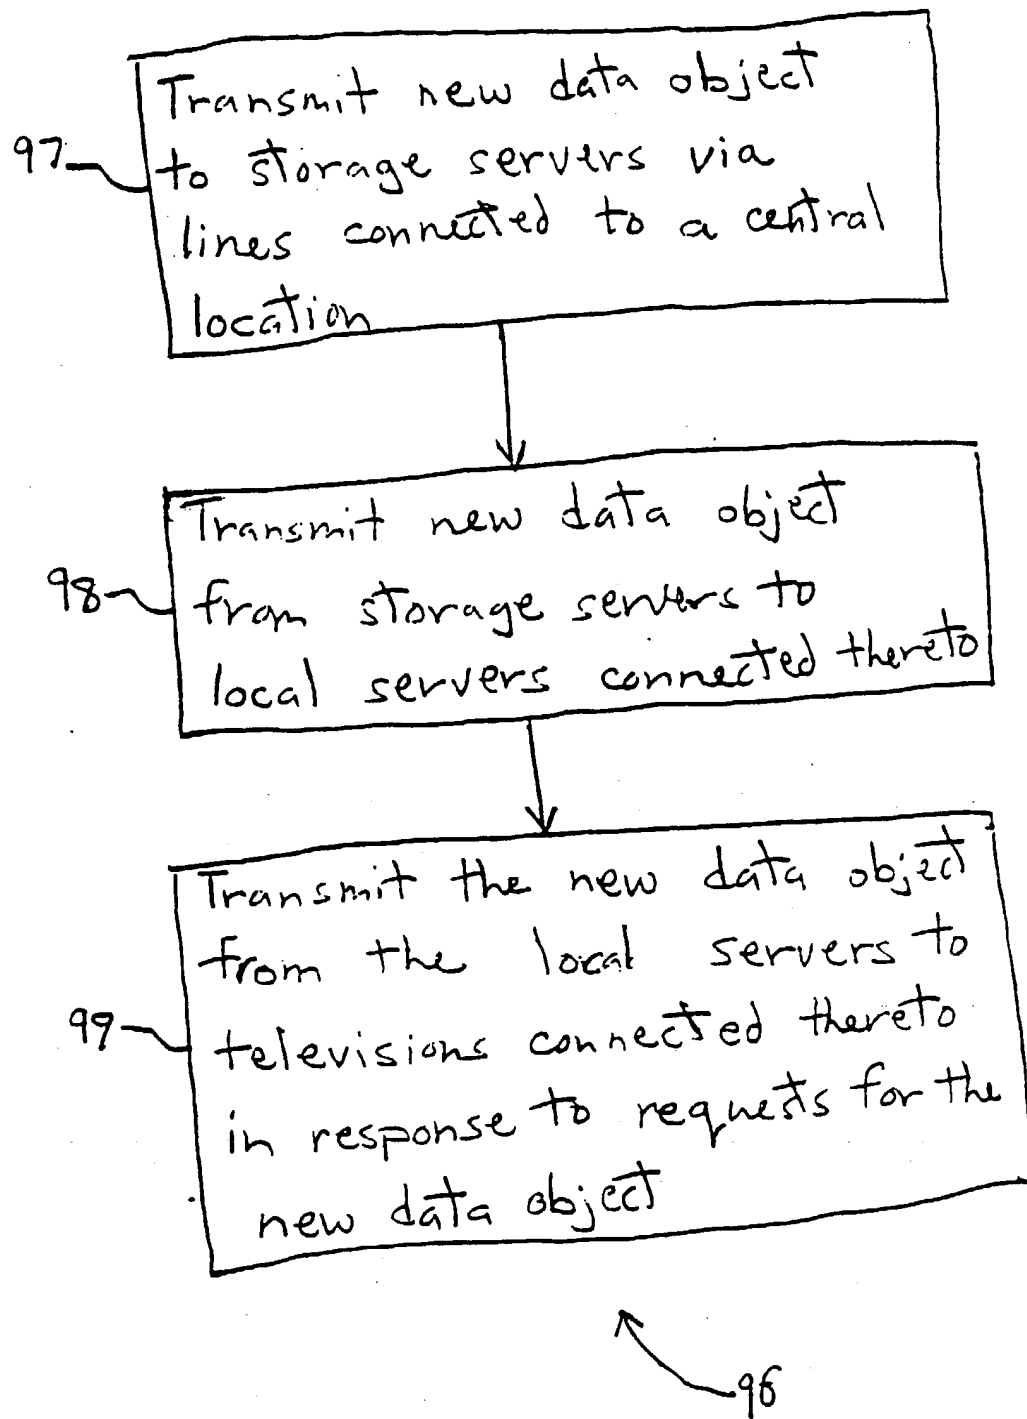 Transmit new data object
97 to storage servers via
lines connected to a central
location
Transmit new data object
98 from storage servers to
local servers connected thereto
Transmit the new data object
from the local servers to
99 televisions connected thereto
in response to requests for the
new data object
96